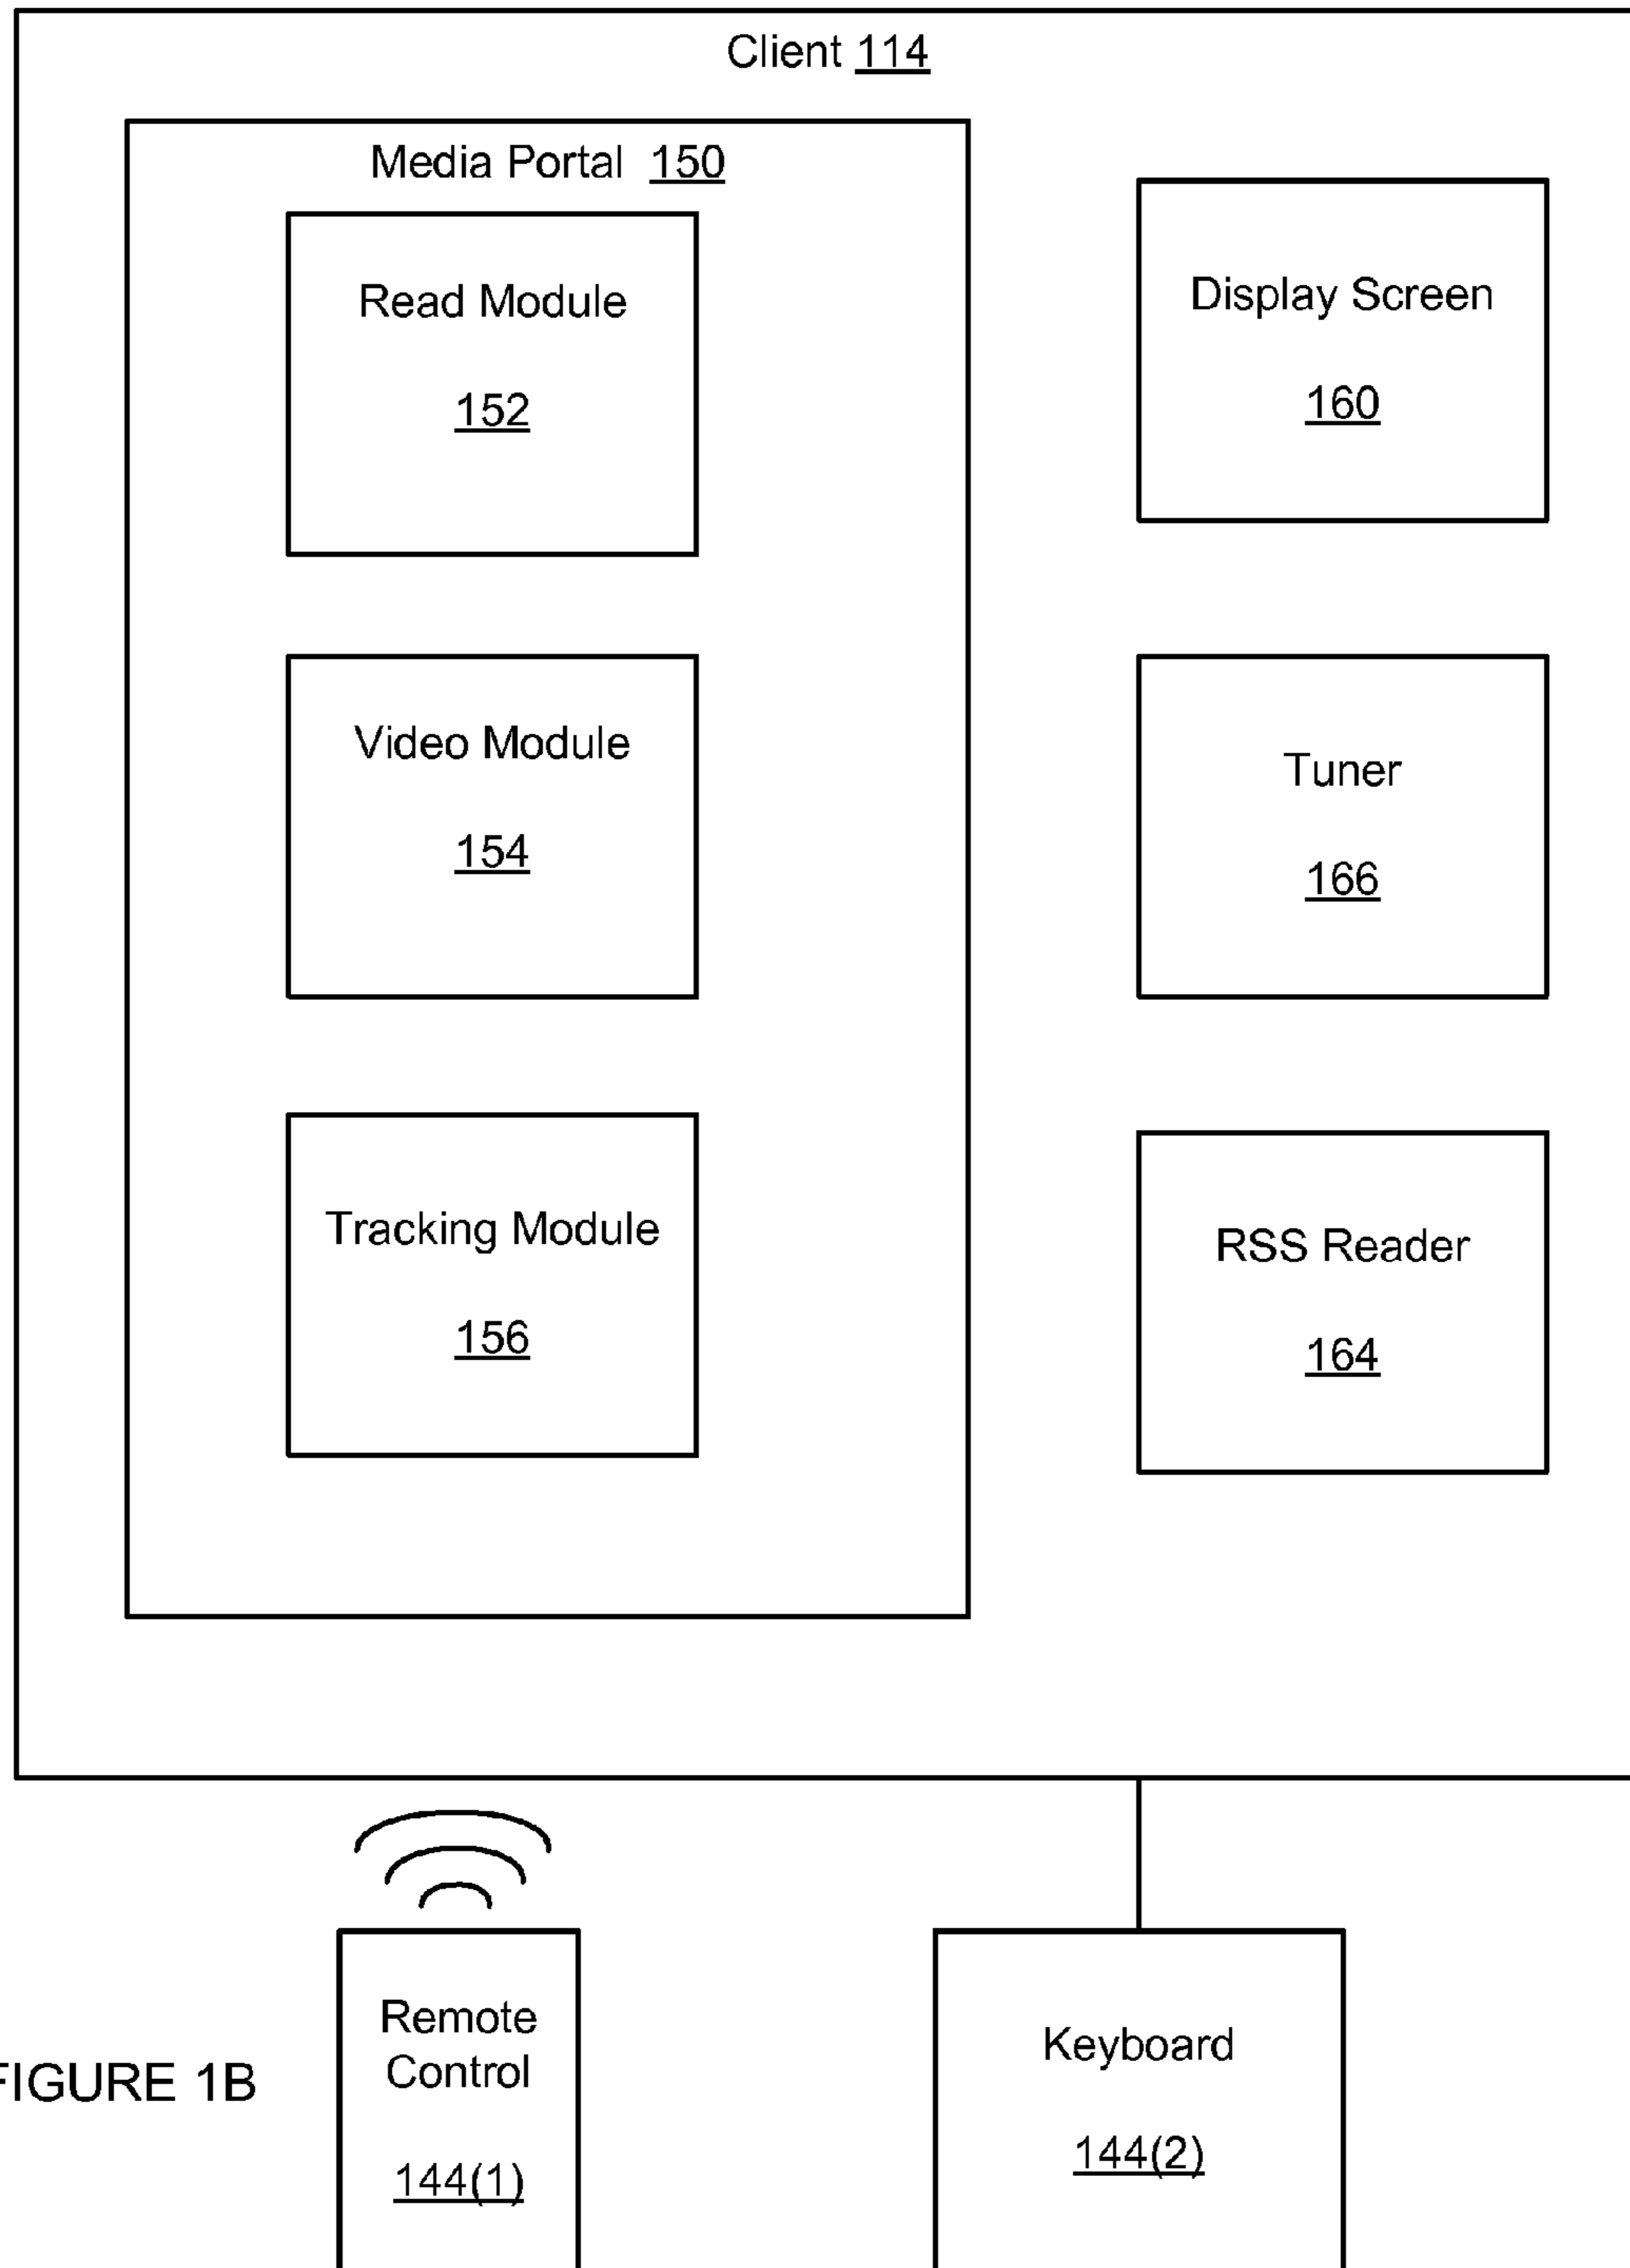 Client 114
Media Portal 150
Read Module
152
Video Module
154
Tracking Module
156
Display Screen
160
Tuner
166
RSS Reader
164
Remote
Control
144(1)
Keyboard
144(2)
FIGURE 1B